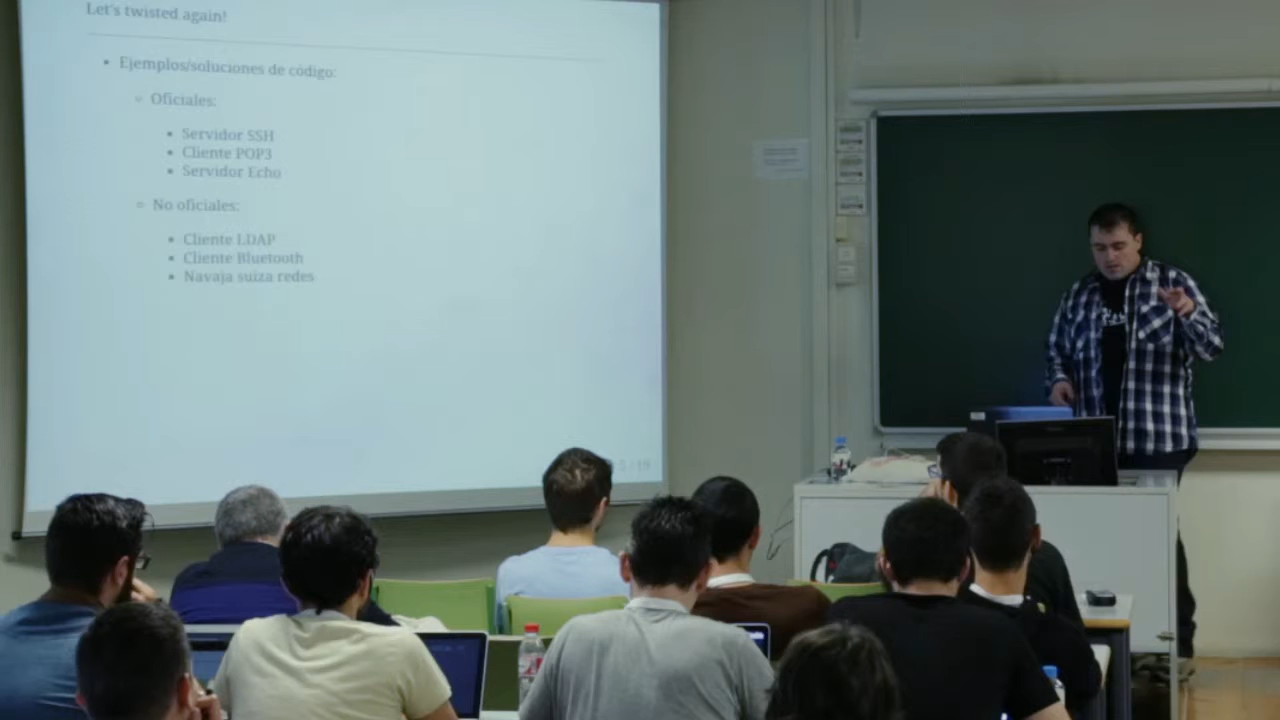 Let's twisted again!
Ejemplos/soluciones de código:
Oficiales:
Servidor SSH
Cliente POP3
Servidor Echo
No oficiales:
Cliente LDAP
Cliente Bluetooth
Navaja suiza redes